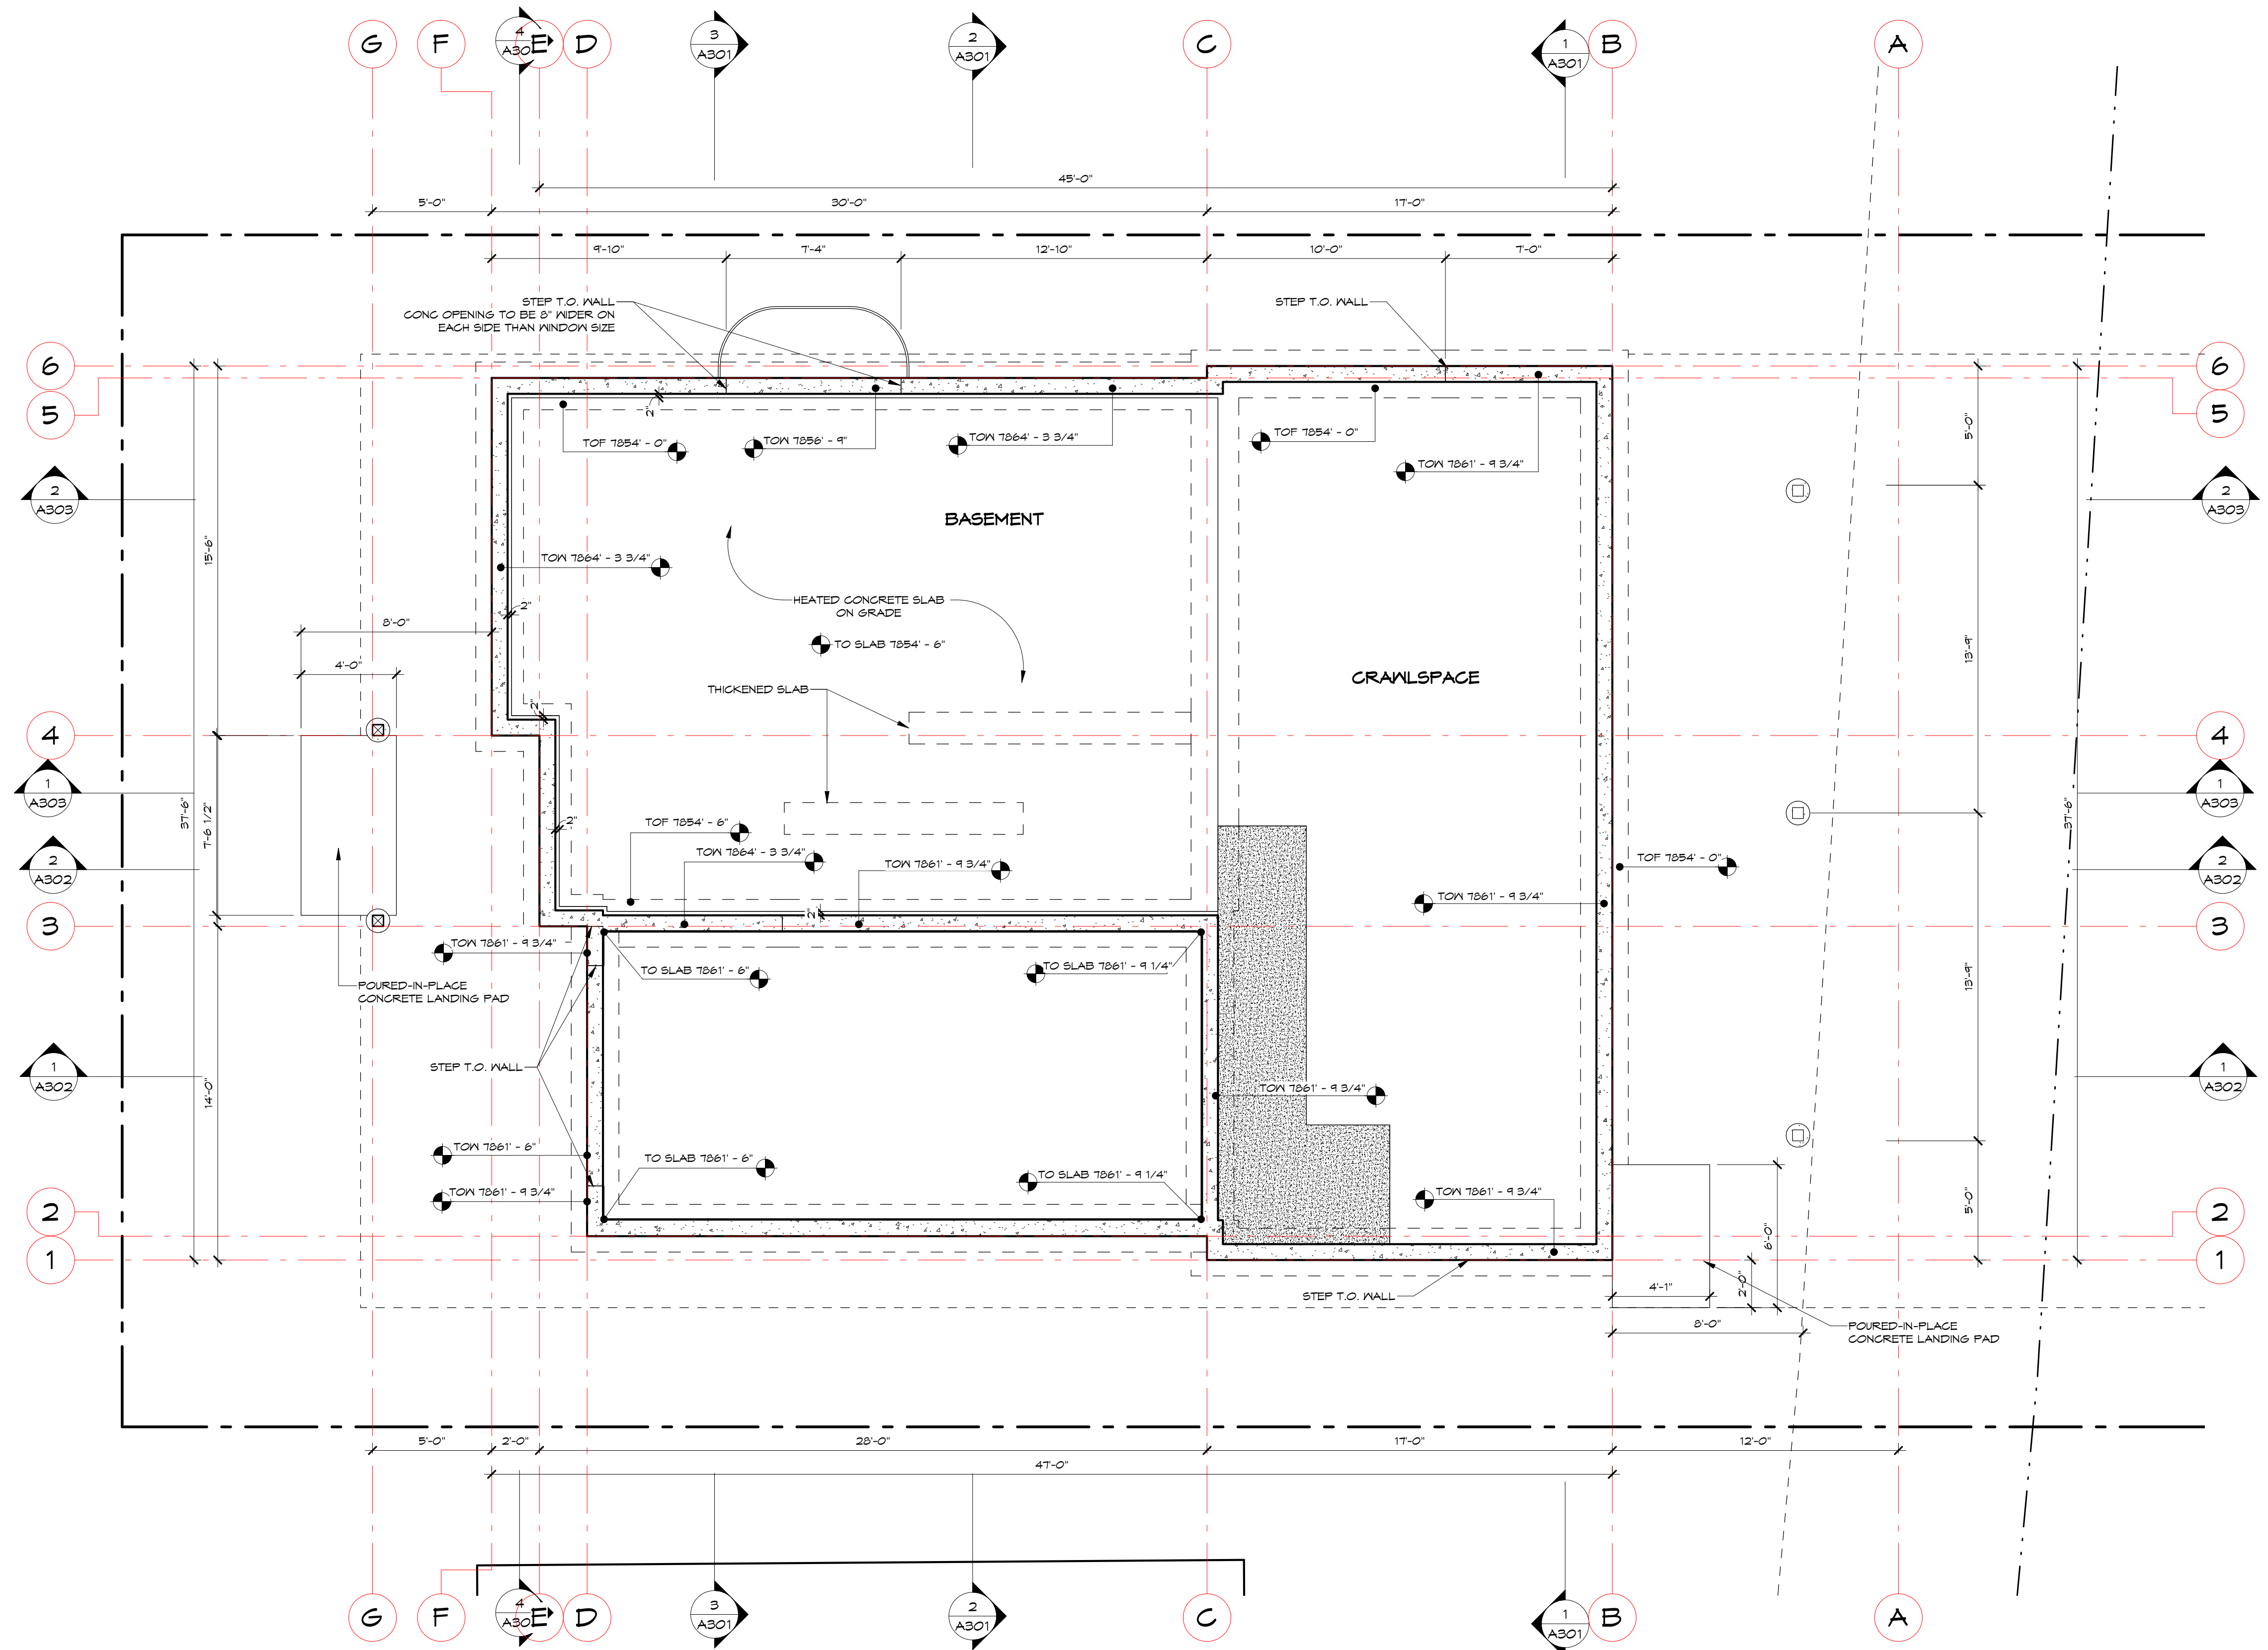 G
F
4
A30
E
D
3
A301
2
A301
C
1
A301
B
A
45'-0"
5'-0"
30'-0"
17'-0"
9'-10"
7'-4"
12'-10"
10'-0"
7'-0"
STEP T.O. WALL
CONC OPENING TO BE 8" WIDER ON
EACH SIDE THAN WINDOW SIZE
STEP T.O. WALL
6
5
6
5
2"
TOF 7854' - 0"
TOW 7856' - 9"
TOW 7864' - 3 3/4"
TOF 7854' - 0"
TOW 7861' - 9 3/4"
5'-0"
2
A303
2
A303
BASEMENT
15'-6"
TOW 7864' - 3 3/4"
2"
HEATED CONCRETE SLAB
ON GRADE
TO SLAB 7854' - 6"
8'-0"
4'-0"
13'-9"
CRAWLSPACE
THICKENED SLAB
2"
4
4
1
A303
1
A303
37'-6"
7'-6 1/2"
37'-6"
2"
TOF 7854' - 6"
TOW 7864' - 3 3/4"
TOW 7861' - 9 3/4"
TOF 7854' - 0"
2
A302
2
A302
TOW 7861' - 9 3/4"
2"
3
3
TOW 7861' - 9 3/4"
TO SLAB 7861' - 6"
TO SLAB 7861' - 9 1/4"
13'-9"
POURED-IN-PLACE
CONCRETE LANDING PAD
STEP T.O. WALL
1
A302
1
A302
14'-0"
TOW 7861' - 9 3/4"
TOW 7861' - 6"
TO SLAB 7861' - 6"
TO SLAB 7861' - 9 1/4"
TOW 7861' - 9 3/4"
TOW 7861' - 9 3/4"
5'-0"
2
1
2
1
6'-0"
2'-0"
4'-1"
STEP T.O. WALL
8'-0"
POURED-IN-PLACE
CONCRETE LANDING PAD
5'-0"
2'-0"
28'-0"
17'-0"
12'-0"
47'-0"
G
F
4
A30
E
D
3
A301
2
A301
C
1
A301
B
A